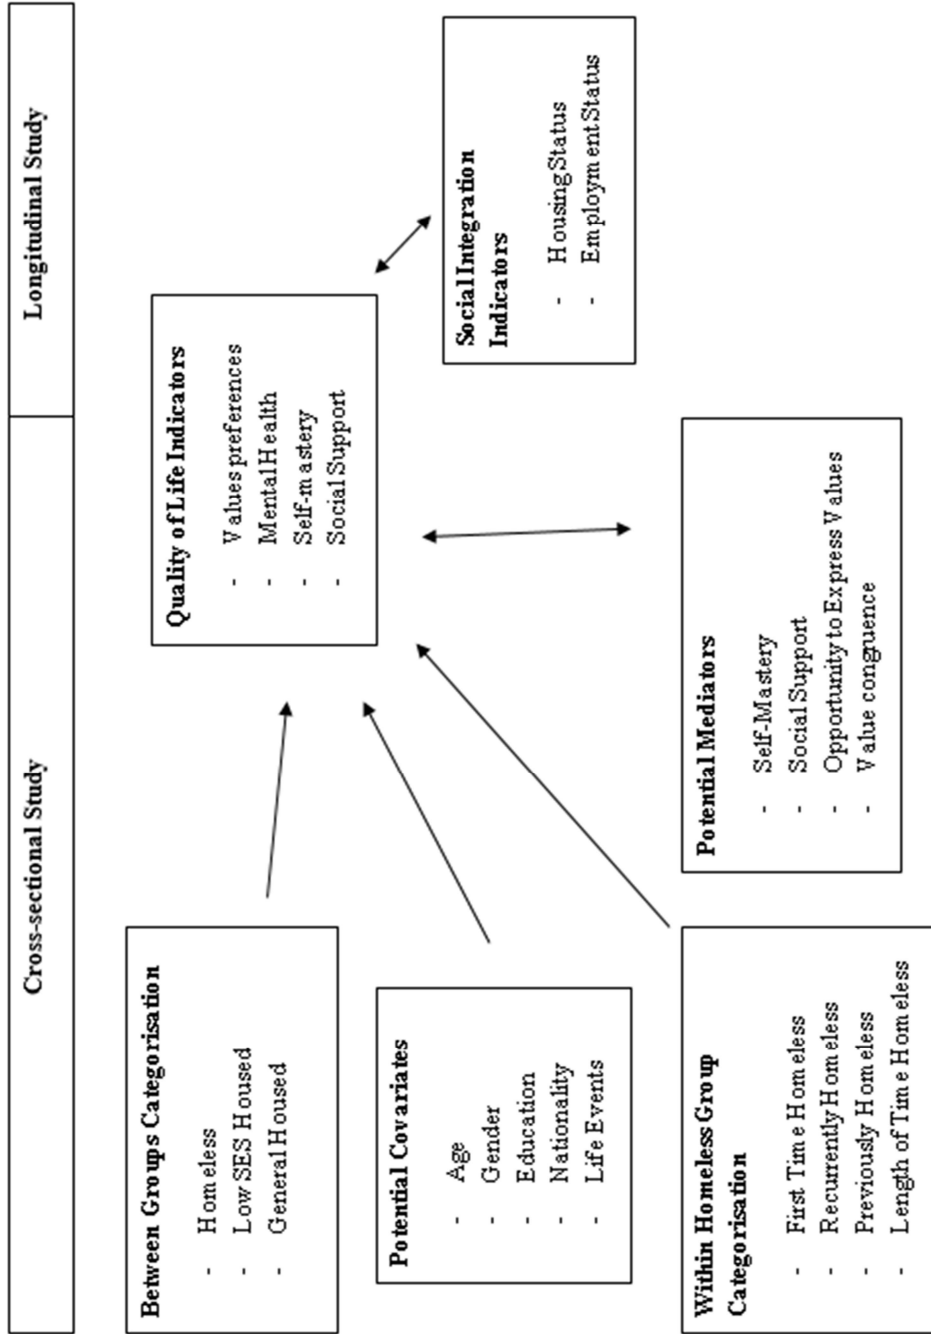 Cross-sectional Study
Longitudinal Study
Between Groups Categorisation
- Homeless
- Low SES Housed
- General Housed
Potential Covariates
- Age
- Gender
- Education
- Nationality
- Life Events
Within Homeless Group
Categorisation
- First Time Homeless
- Recurrently Homeless
- Previously Homeless
- Length of Time Homeless
Quality of Life Indicators
- Values preferences
- Mental Health
- Self-mastery
- Social Support
Potential Mediators
- Self-Mastery
- Social Support
- Opportunity to Express Values
- Value conguence
Social Integration
Indicators
- Housing Status
- Employment Status